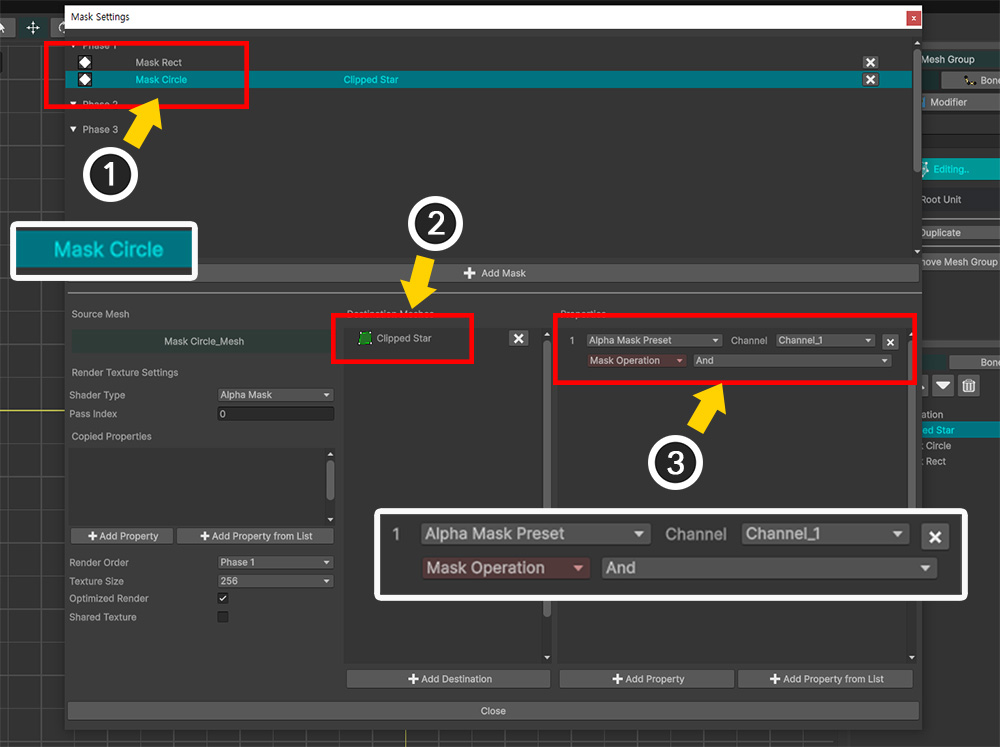 Mask Settings
x
Phase 1
Mask Rect
Mask Circle Clipped Star
Phase 2
Phase 3
1
Mask Circle
2
Add Mask
Source Mesh
Mask Circle_Mesh
Render Texture Settings
Shader Type Alpha Mask
Pass Index 0
Copied Properties
Add Property Add Property from List
Render Order Phase 1
Texture Size 256
Optimized Render
Shared Texture
Destination Meshes
Clipped Star
Add Destination
Properties
1 Alpha Mask Preset Channel Channel_1
Mask Operation And
3
1 Alpha Mask Preset Channel Channel_1
Mask Operation And
Add Property Add Property from List
Close
Mesh Group
Bone
Modifier
Editing..
Root Unit
Duplicate
Mesh Group
Bone
Star
Circle
Rect